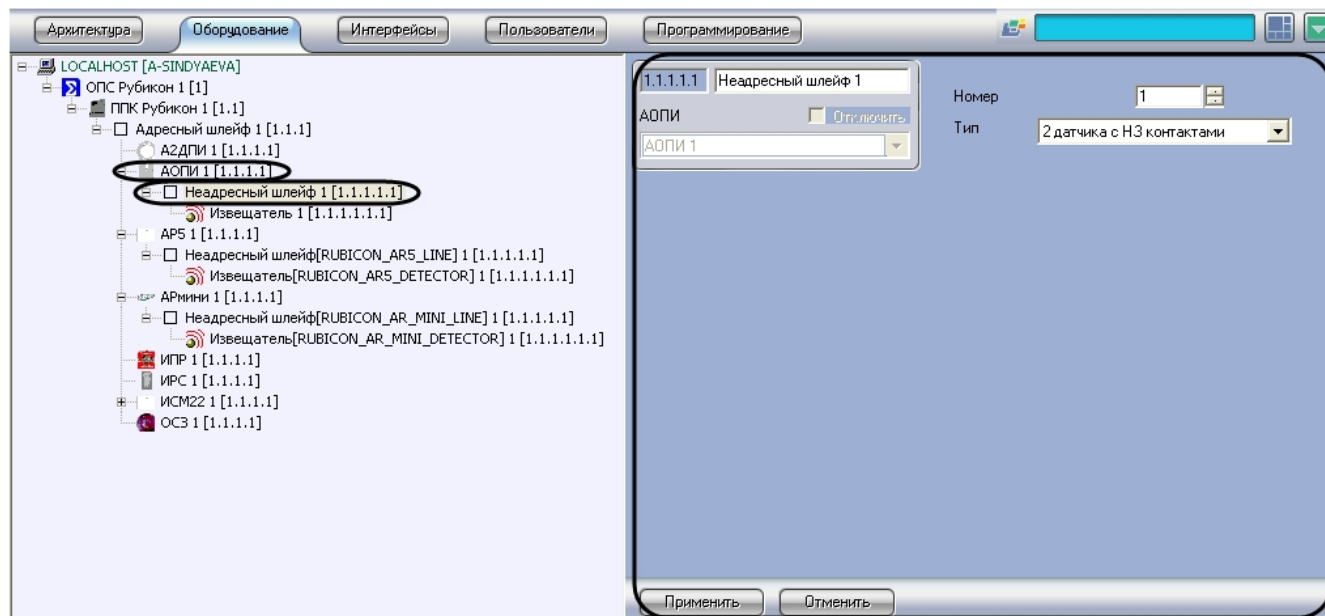 Архитектура Оборудование Интерфейсы Пользователи Программирование
LOCALHOST [A-SINDYAEVA]
ОПС Рубикон 1 [1]
ППК Рубикон 1 [1.1]
Адресный шлейф 1 [1.1.1]
А2ДПИ 1 [1.1.1.1]
АОПИ 1 [1.1.1.1]
Неадресный шлейф 1 [1.1.1.1.1]
Извещатель 1 [1.1.1.1.1.1]
АР5 1 [1.1.1.1]
Неадресный шлейф[RUBICON_AR5_LINE] 1 [1.1.1.1.1]
Извещатель[RUBICON_AR5_DETECTOR] 1 [1.1.1.1.1.1]
АРмини 1 [1.1.1.1]
Неадресный шлейф[RUBICON_AR_MINI_LINE] 1 [1.1.1.1.1]
Извещатель[RUBICON_AR_MINI_DETECTOR] 1 [1.1.1.1.1.1]
ИПР 1 [1.1.1.1]
ИРС 1 [1.1.1.1]
ИСМ22 1 [1.1.1.1]
ОСЗ 1 [1.1.1.1]
1.1.1.1.1 Неадресный шлейф 1
АОПИ Отключить
АОПИ 1
Номер 1
Тип 2 датчика с НЗ контактами
Применить Отменить